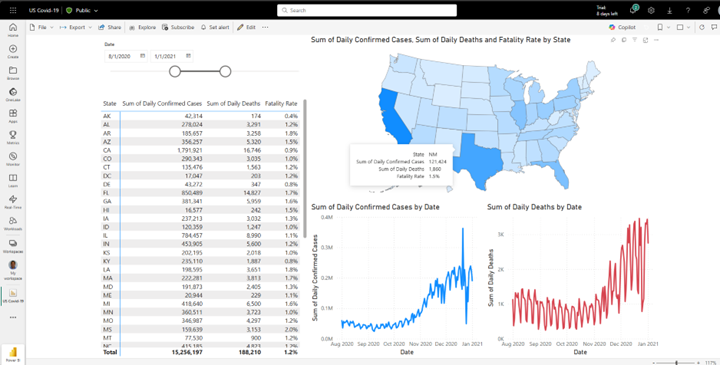 US Covid-19
Public
Search
Trial:
8 days left
Home
Create
Browse
OneLake
Apps
Metrics
Monitor
Learn
Real-Time
Workloads
Workspaces
My workspace
US Covid-19
Power BI
File
Export
Share
Explore
Subscribe
Set alert
Edit
Copilot
Date
8/1/2020 1/1/2021
State Sum of Daily Confirmed Cases Sum of Daily Deaths Fatality Rate
AK 42,314 174 0.4%
AL 278,024 3,291 1.2%
AR 185,657 3,258 1.8%
AZ 356,257 5,320 1.5%
CA 1,791,921 16,746 0.9%
CO 290,343 3,035 1.0%
CT 135,476 1,563 1.2%
DC 17,047 203 1.2%
DE 43,272 347 0.8%
FL 850,489 14,827 1.7%
GA 381,341 5,959 1.6%
HI 16,577 242 1.5%
IA 237,213 3,032 1.3%
ID 120,359 1,247 1.0%
IL 784,457 8,990 1.1%
IN 453,905 5,600 1.2%
KS 202,195 2,018 1.0%
KY 235,110 1,887 0.8%
LA 198,595 3,651 1.8%
MA 222,281 3,813 1.7%
MD 191,873 2,405 1.3%
ME 20,944 229 1.1%
MI 418,640 6,500 1.6%
MN 360,511 3,723 1.0%
MO 346,987 4,297 1.2%
MS 159,639 3,153 2.0%
MT 77,530 900 1.2%
NC 415,185 4,823 1.2%
Total 15,256,197 188,210 1.2%
Sum of Daily Confirmed Cases, Sum of Daily Deaths and Fatality Rate by State
State NM
Sum of Daily Confirmed Cases 121,424
Sum of Daily Deaths 1,860
Fatality Rate 1.5%
Sum of Daily Confirmed Cases by Date
Sum of Daily Confirmed Cases
0.4M
0.2M
0.0M
Aug 2020 Sep 2020 Oct 2020 Nov 2020 Dec 2020 Jan 2021
Date
Sum of Daily Deaths by Date
Sum of Daily Deaths
3K
2K
1K
Aug 2020 Sep 2020 Oct 2020 Nov 2020 Dec 2020 Jan 2021
Date
117%